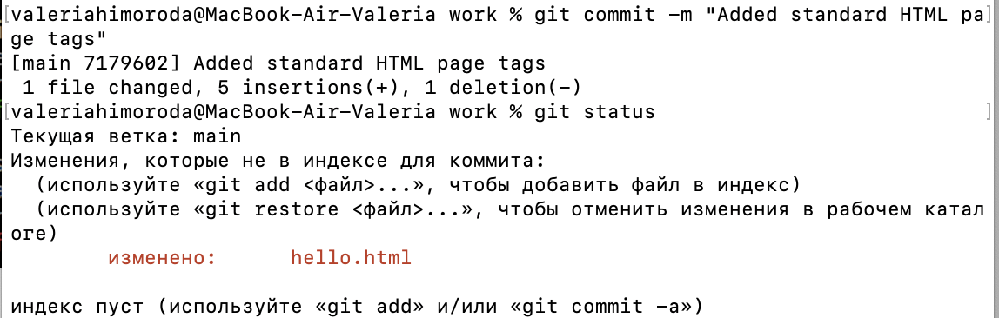 [valeriahimoroda@MacBook-Air-Valeria work % git commit -m "Added standard HTML pa]
ge tags"
[main 7179602] Added standard HTML page tags
 1 file changed, 5 insertions(+), 1 deletion(-)
[valeriahimoroda@MacBook-Air-Valeria work % git status ]
Текущая ветка: main
Изменения, которые не в индексе для коммита:
  (используйте «git add <файл>...», чтобы добавить файл в индекс)
  (используйте «git restore <файл>...», чтобы отменить изменения в рабочем катал
оге)
        изменено:      hello.html
индекс пуст (используйте «git add» и/или «git commit -a»)